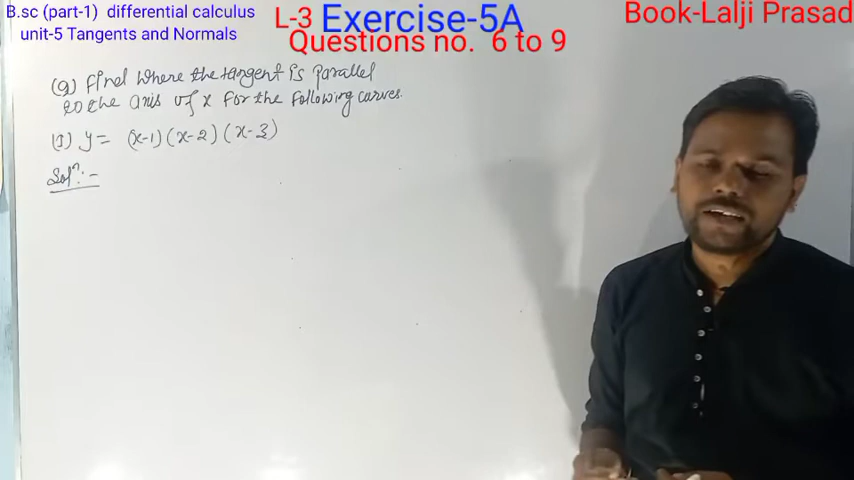 B.sc (part-1) differential calculus
unit-5 Tangents and Normals
L-3 Exercise-5A
Questions no. 6 to 9
Book-Lalji Prasad
(9) find where the tangent is parallel
to the axis of x for the following curves.
y = (x-1)(x-2)(x-3)
Solⁿ:-